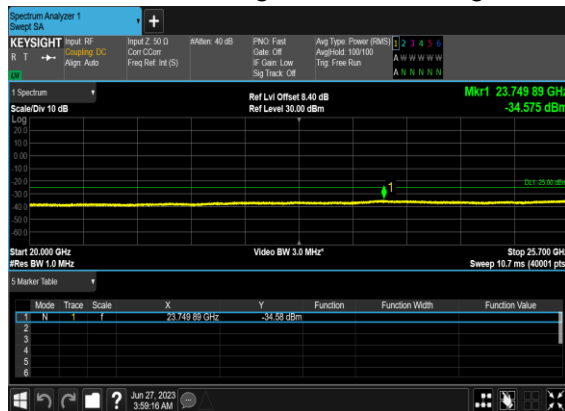 Spectrum Analyzer 1
Swept SA
+
KEYSIGHT Input: RF Input Z: 50 Ω #Atten: 40 dB PNO: Fast Avg Type: Power (RMS) 1 2 3 4 5 6
R T Coupling: DC Corr CCorr Gate: Off Avg|Hold: 100/100 A W W W W W
Align: Auto Freq Ref: Int (S) IF Gain: Low Trig: Free Run
LW Sig Track: Off A N N N N N
1 Spectrum Ref Lvl Offset 8.40 dB Mkr1 23.749 89 GHz
Scale/Div 10 dB Ref Level 30.00 dBm -34.575 dBm
Log
20.0
10.0
0.00
-10.0
-20.0 1 DL1 -25.00 dBm
-30.0
-40.0
-50.0
-60.0
Start 20.000 GHz Video BW 3.0 MHz* Stop 25.700 GHz
#Res BW 1.0 MHz Sweep 10.7 ms (40001 pts)
5 Marker Table
Mode Trace Scale X Y Function Function Width Function Value
1 N 1 f 23.749 89 GHz -34.58 dBm
2
3
4
5
6
? Jun 27, 2023
3:59:16 AM